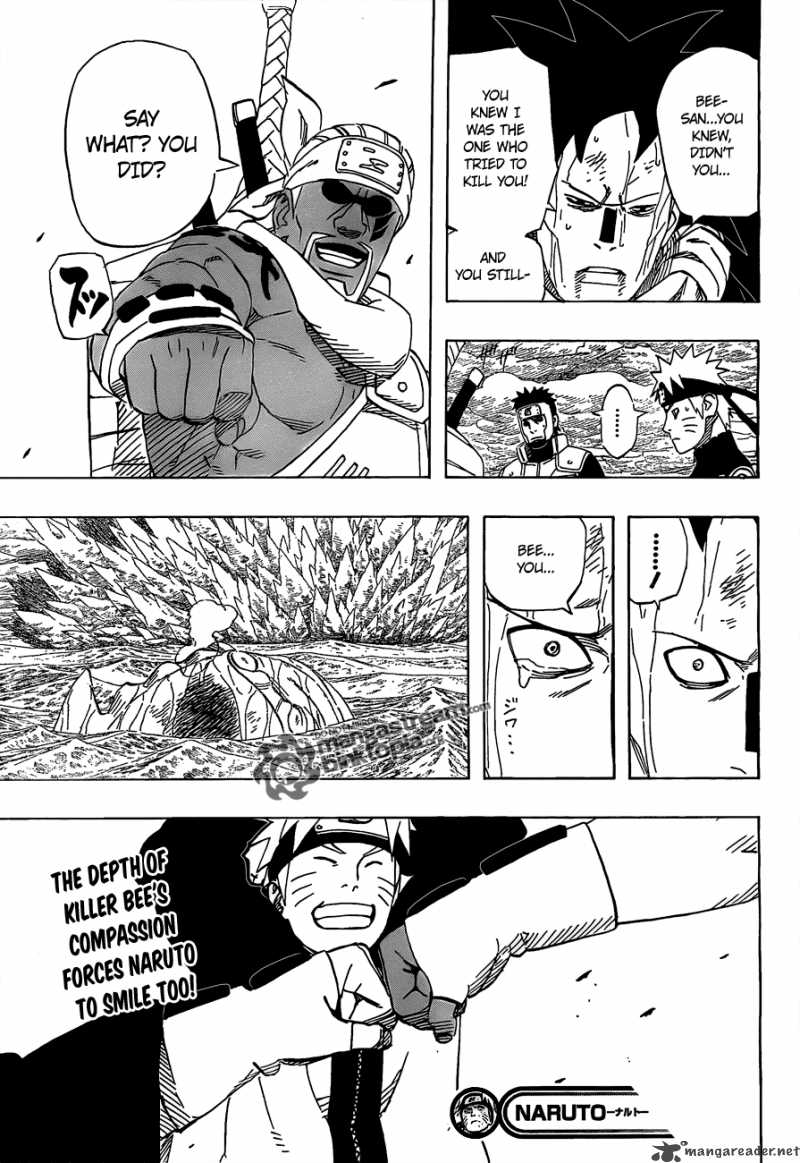 BEE-
SAN...YOU
KNEW,
DIDN'T
YOU...
YOU
KNEW I
WAS THE
ONE WHO
TRIED TO
KILL YOU!
AND
YOU STILL-
SAY
WHAT? YOU
DID?
ズッ
BEE...
YOU...
ジワ…
mangastream.com
THE DEPTH OF
KILLER BEE'S
COMPASSION
FORCES NARUTO
TO SMILE TOO!
NARUTO—ナルト—
mangareader.net